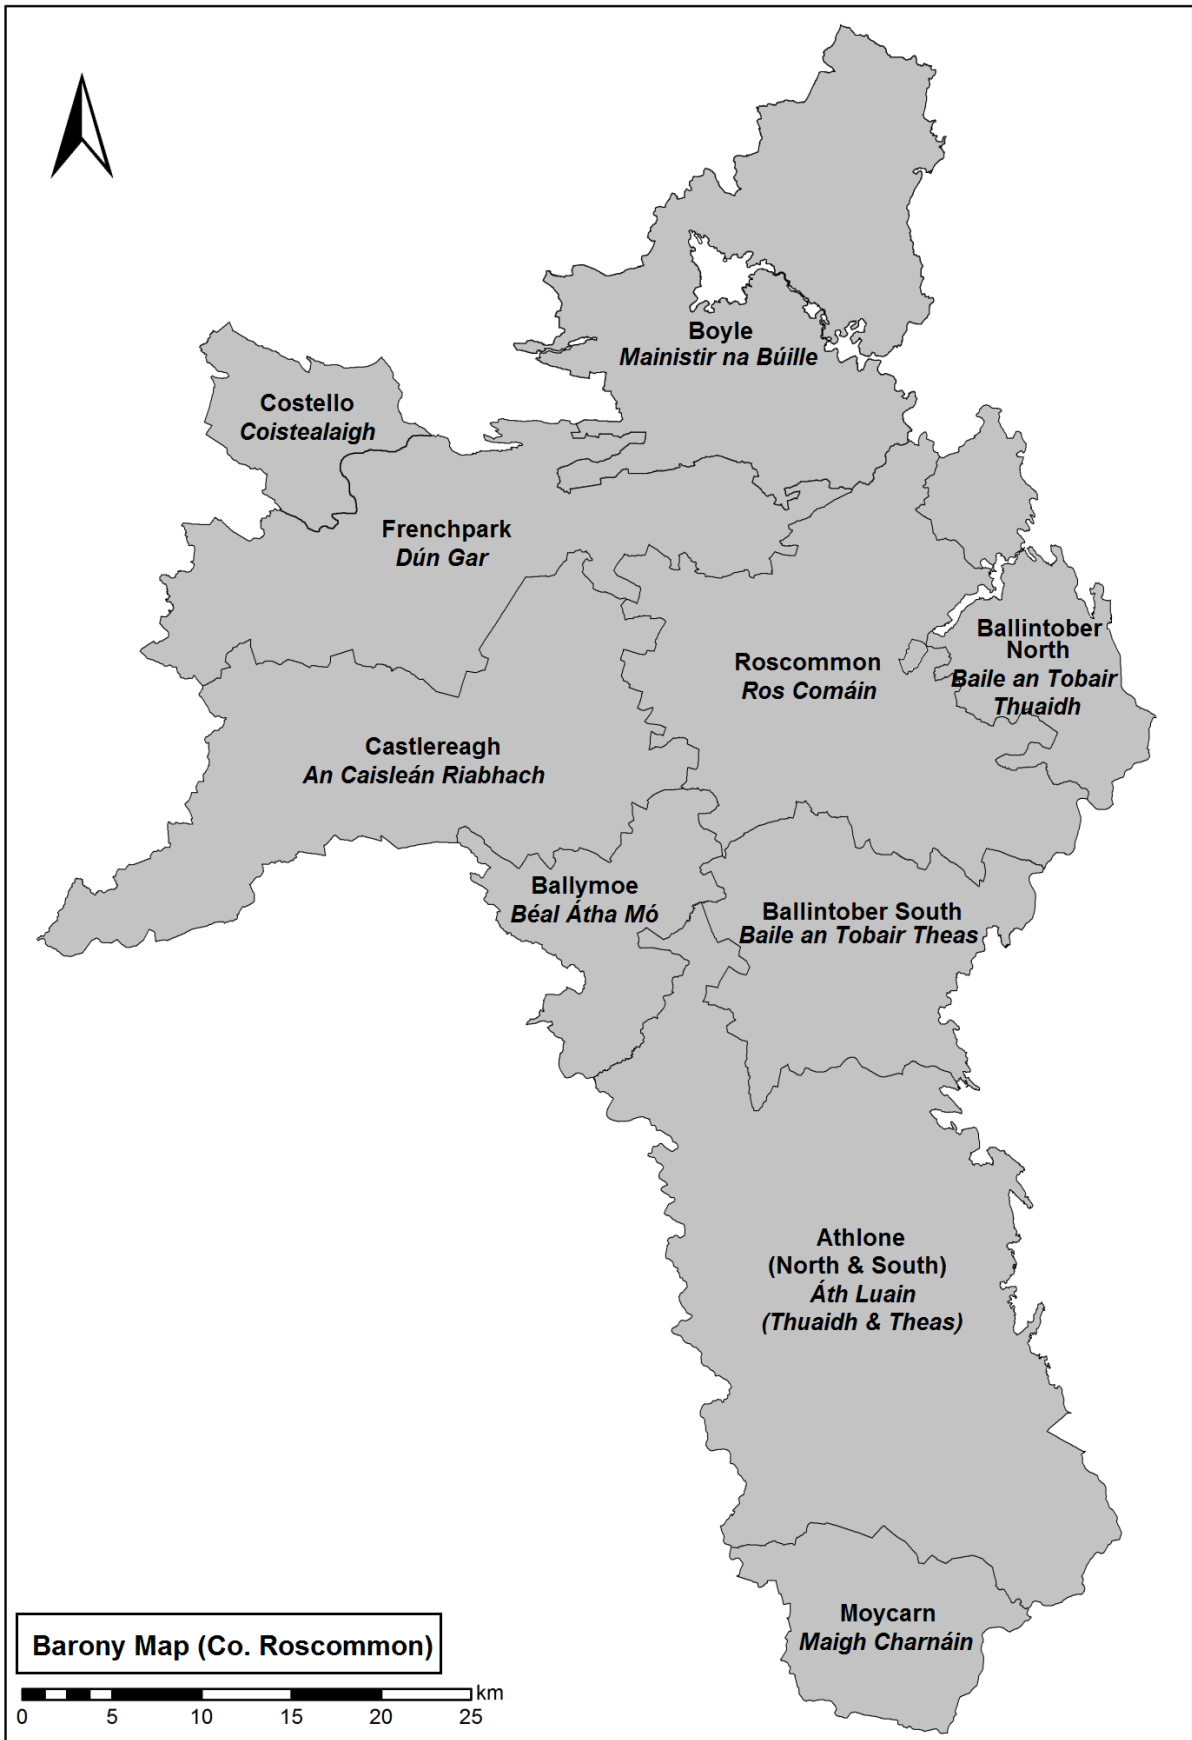 Boyle
Mainistir na Búille
Costello
Coistealaigh
Frenchpark
Dún Gar
Ballintober
North
Baile an Tobair
Thuaidh
Roscommon
Ros Comáin
Castlereagh
An Caisleán Riabhach
Ballymoe
Béal Átha Mó
Ballintober South
Baile an Tobair Theas
Athlone
(North & South)
Áth Luain
(Thuaidh & Theas)
Moycarn
Maigh Charnáin
Barony Map (Co. Roscommon)
km
0 5 10 15 20 25